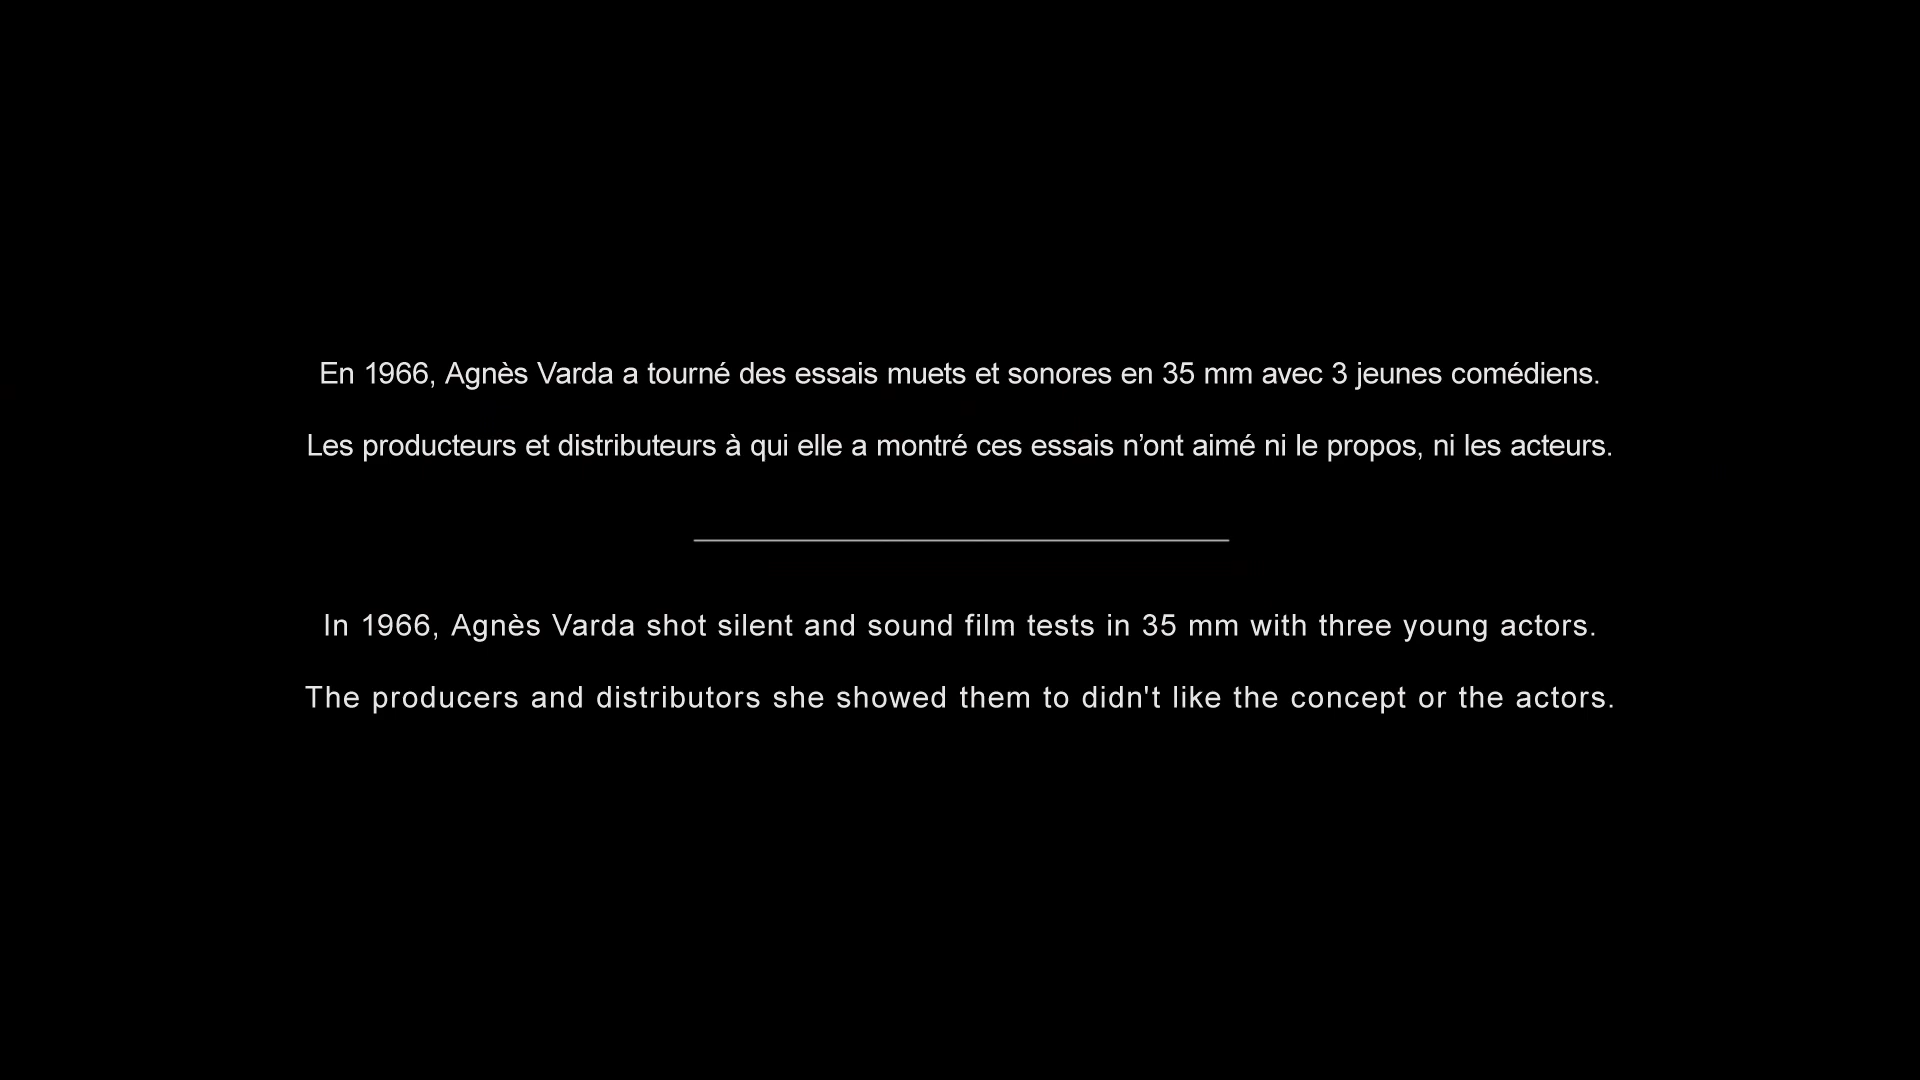 En 1966, Agnès Varda a tourné des essais muets et sonores en 35 mm avec 3 jeunes comédiens.
Les producteurs et distributeurs à qui elle a montré ces essais n’ont aimé ni le propos, ni les acteurs.
In 1966, Agnès Varda shot silent and sound film tests in 35 mm with three young actors.
The producers and distributors she showed them to didn't like the concept or the actors.